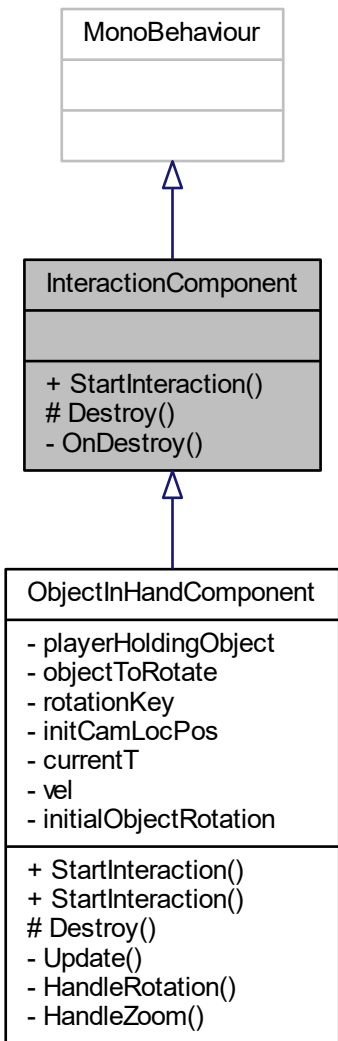 MonoBehaviour
InteractionComponent
+ StartInteraction()
# Destroy()
- OnDestroy()
ObjectInHandComponent
- playerHoldingObject
- objectToRotate
- rotationKey
- initCamLocPos
- currentT
- vel
- initialObjectRotation
+ StartInteraction()
+ StartInteraction()
# Destroy()
- Update()
- HandleRotation()
- HandleZoom()